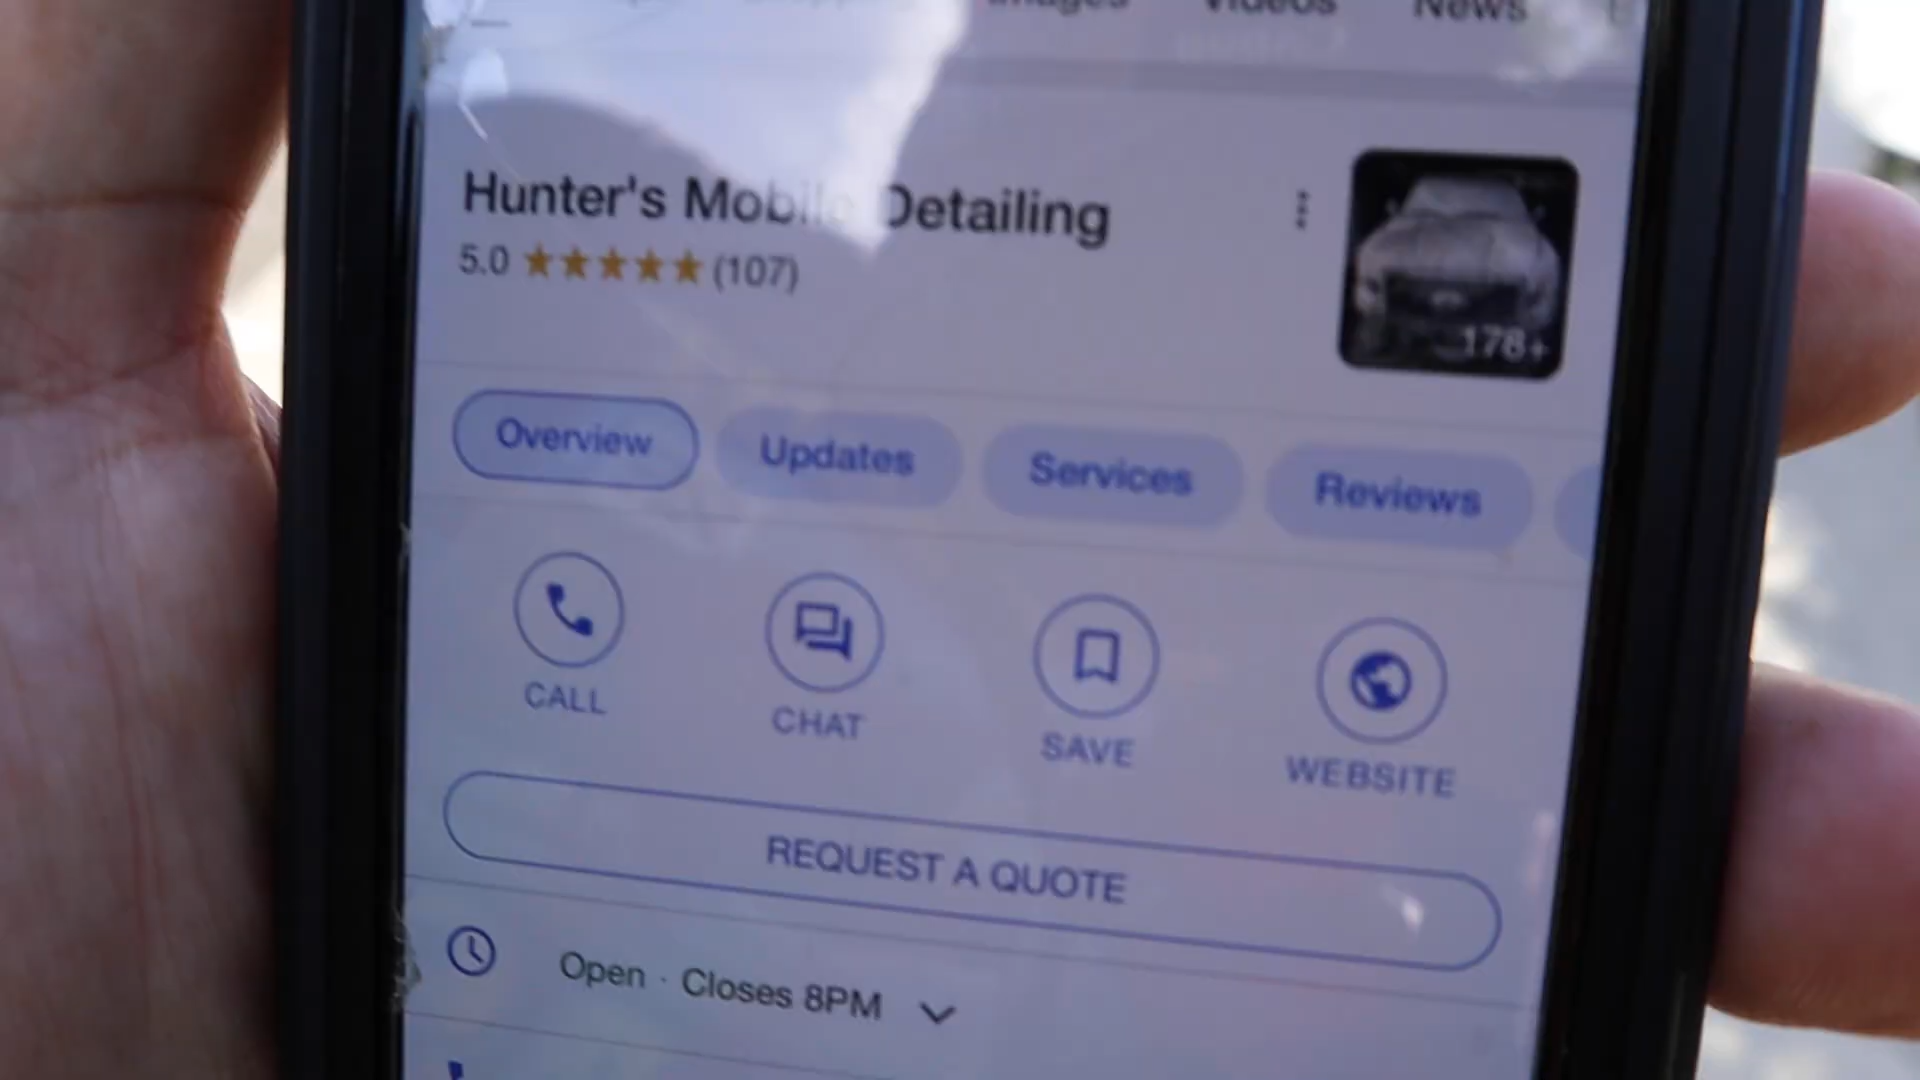 Images Videos News
Hunter's Mobile Detailing
5.0 (107)
178+
Overview Updates Services Reviews
CALL CHAT SAVE WEBSITE
REQUEST A QUOTE
Open · Closes 8PM